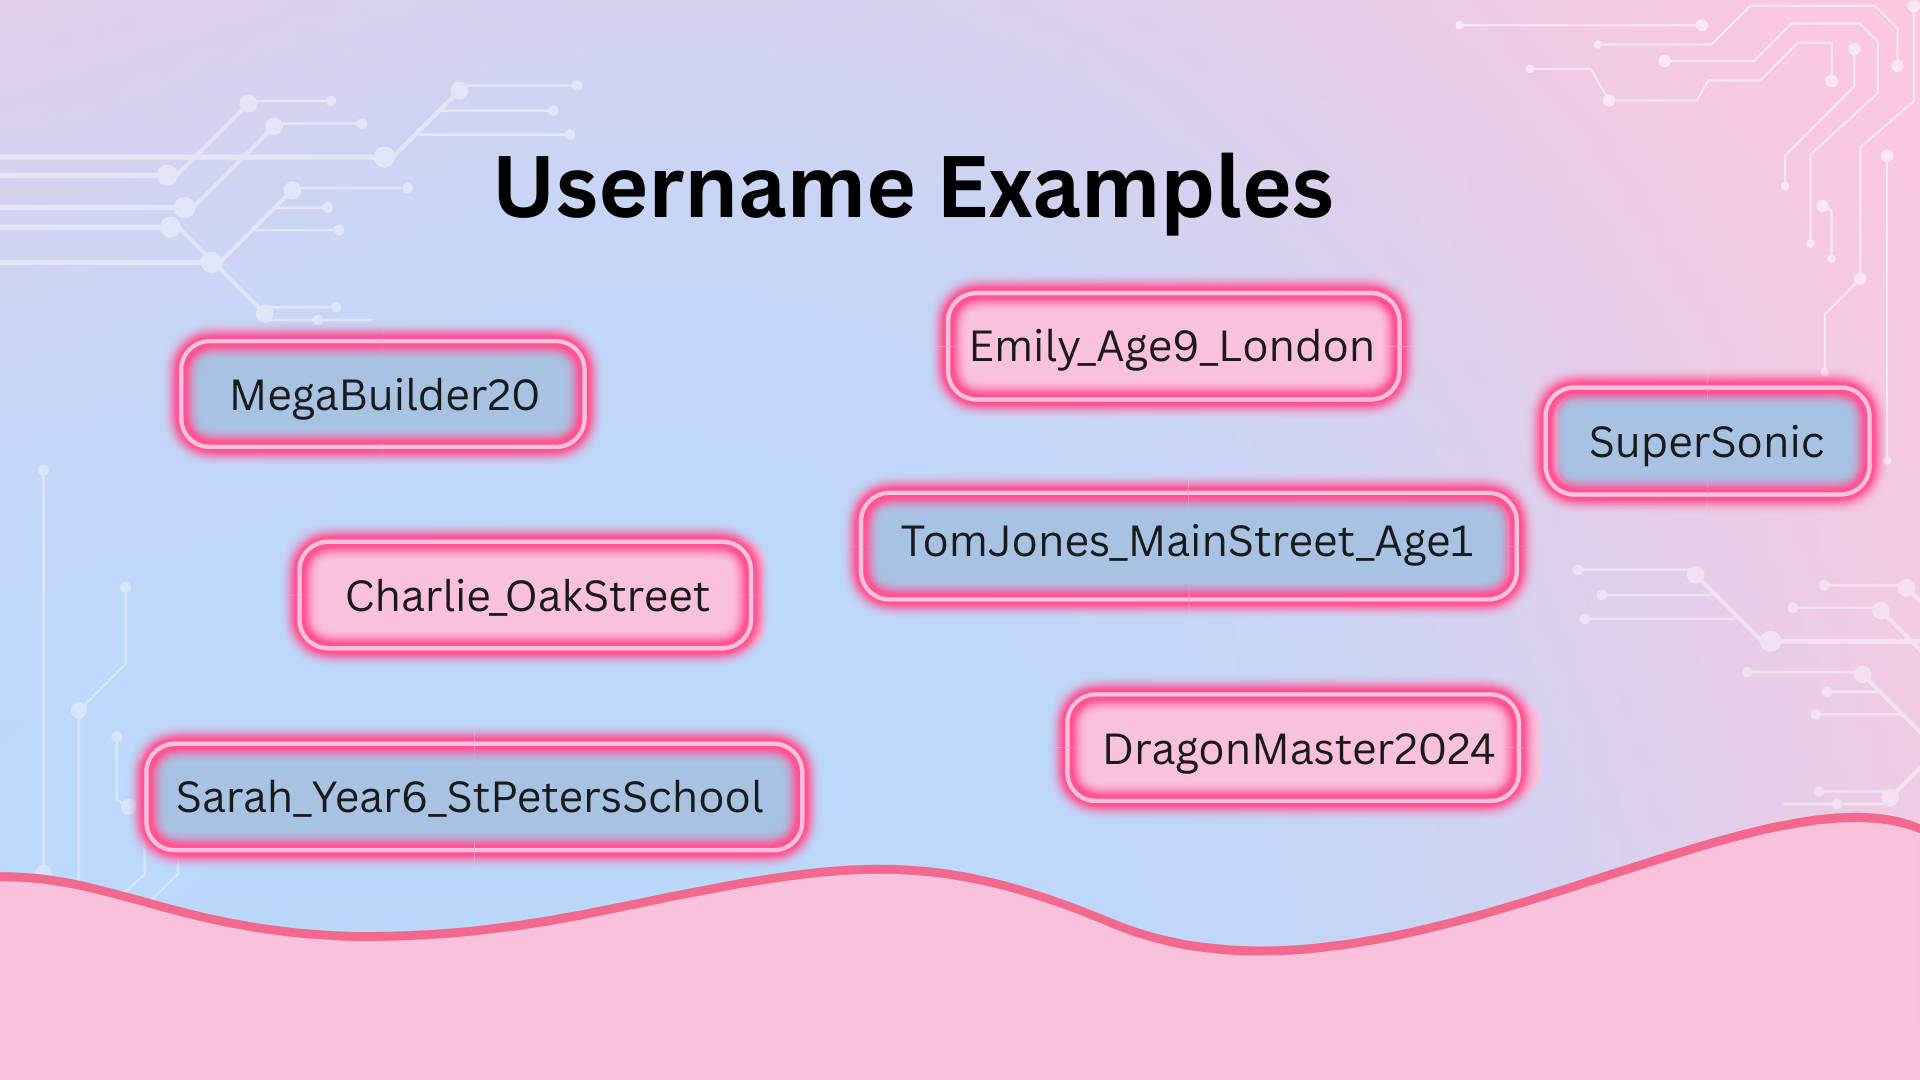 Username Examples
Emily_Age9_London
MegaBuilder20
SuperSonic
TomJones_MainStreet_Age1
Charlie_OakStreet
DragonMaster2024
Sarah_Year6_StPetersSchool